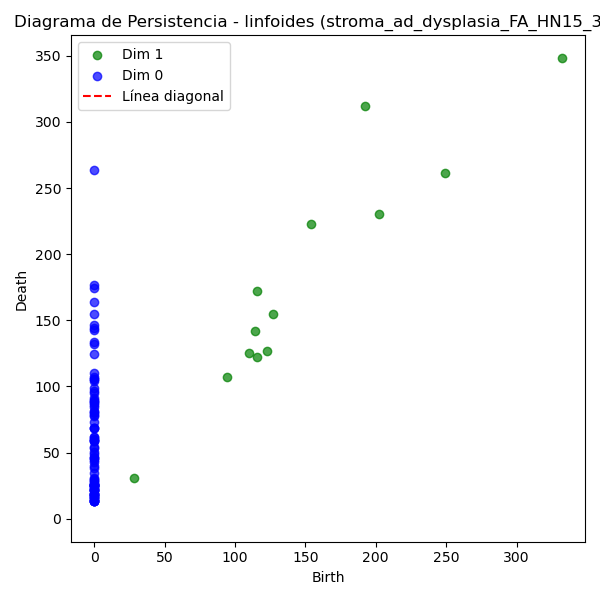 Diagrama de Persistencia - linfoides (stroma_ad_dysplasia_FA_HN15_3
Dim 1
Dim 0
Línea diagonal
350
300
250
200
150
100
50
0
Death
0 50 100 150 200 250 300
Birth